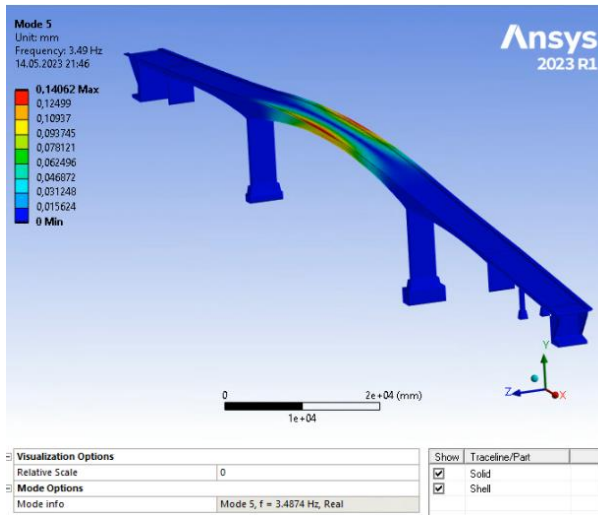 Mode 5
Unit: mm
Frequency: 3.49 Hz
14.05.2023 21:46
Ansys
2023 R1
0,14062 Max
0,12499
0,10937
0,093745
0,078121
0,062496
0,046872
0,031248
0,015624
0 Min
Y
Z
X
0
2e+04 (mm)
1e+04
Visualization Options
Relative Scale 0
Mode Options
Mode info Mode 5, f = 3.4874 Hz, Real
Show Traceline/Part
Solid
Shell